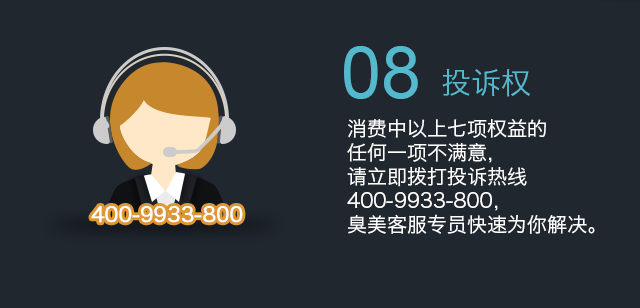 400-9933-800
08 投诉权
消费中以上七项权益的
任何一项不满意,
请立即拨打投诉热线
400-9933-800,
臭美客服专员快速为你解决。